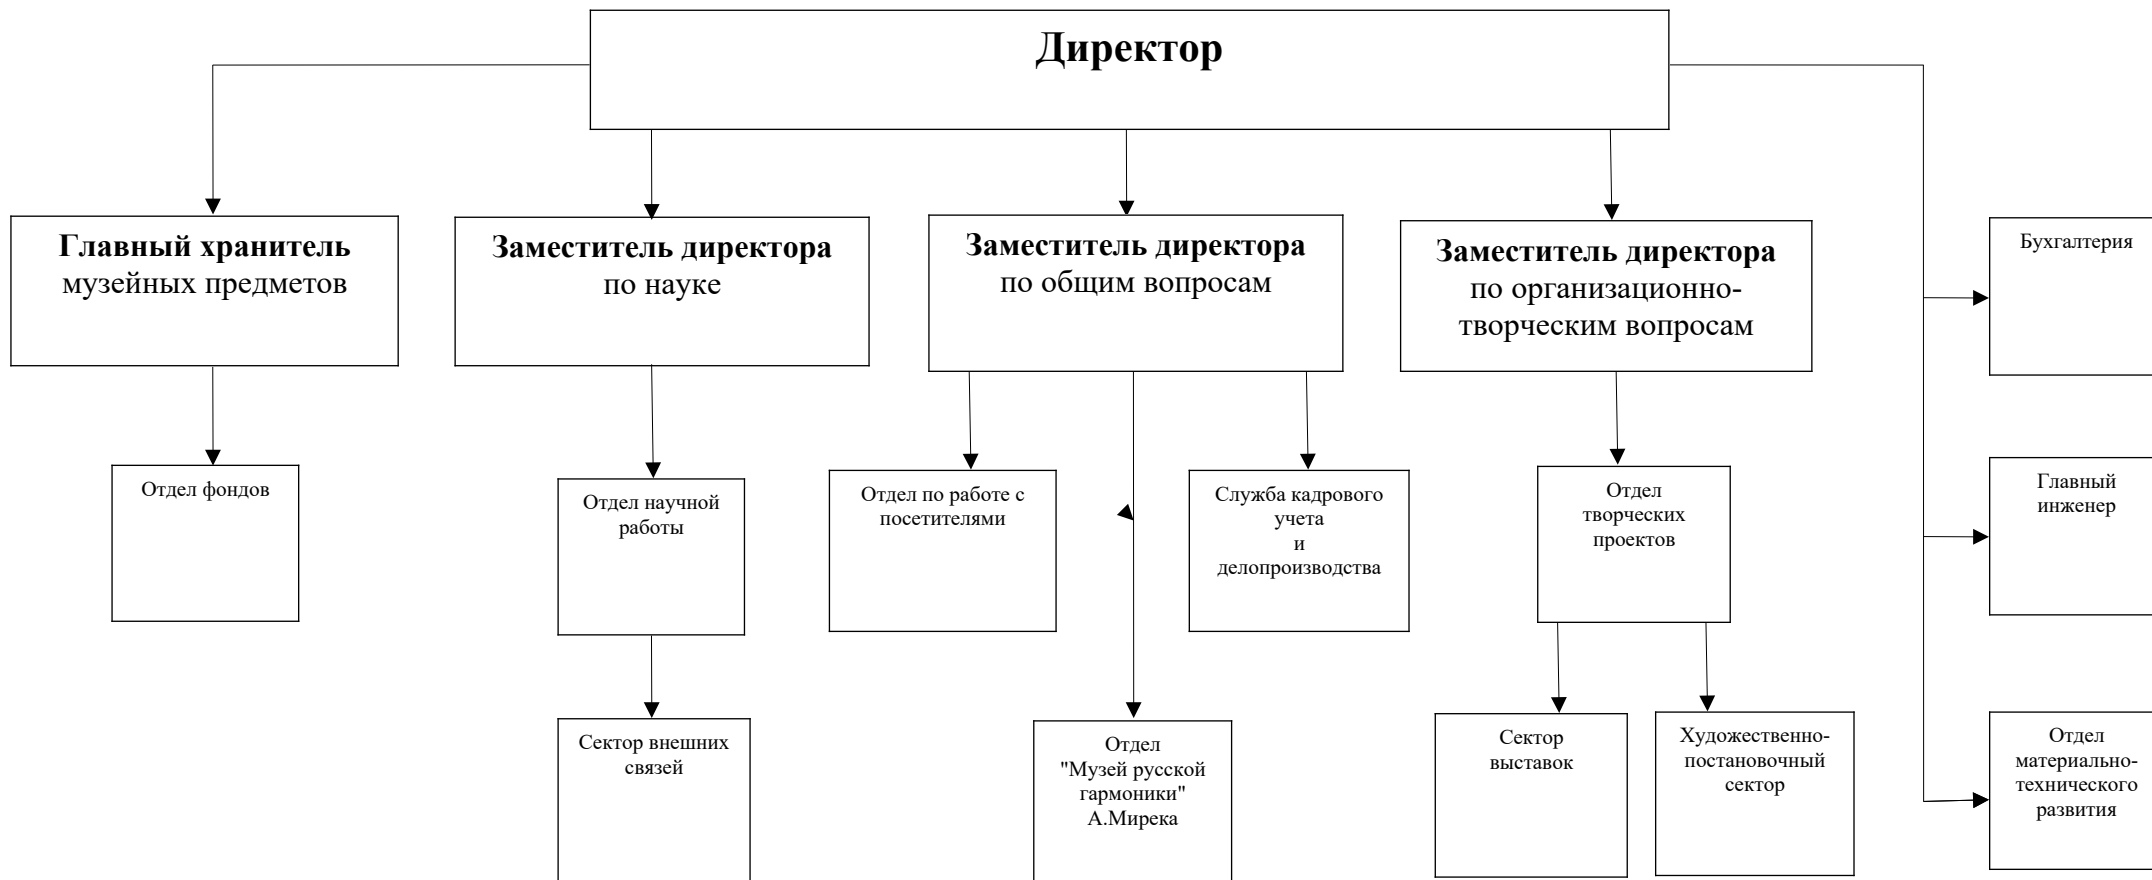 Директор
Главный хранитель
музейных предметов
Заместитель директора
по науке
Заместитель директора
по общим вопросам
Заместитель директора
по организационно-
творческим вопросам
Бухгалтерия
Отдел фондов
Отдел научной
работы
Отдел по работе с
посетителями
Служба кадрового
учета
и
делопроизводства
Отдел
творческих
проектов
Главный
инженер
Сектор внешних
связей
Отдел
"Музей русской
гармоники"
А.Мирека
Сектор
выставок
Художественно-
постановочный
сектор
Отдел
материально-
технического
развития